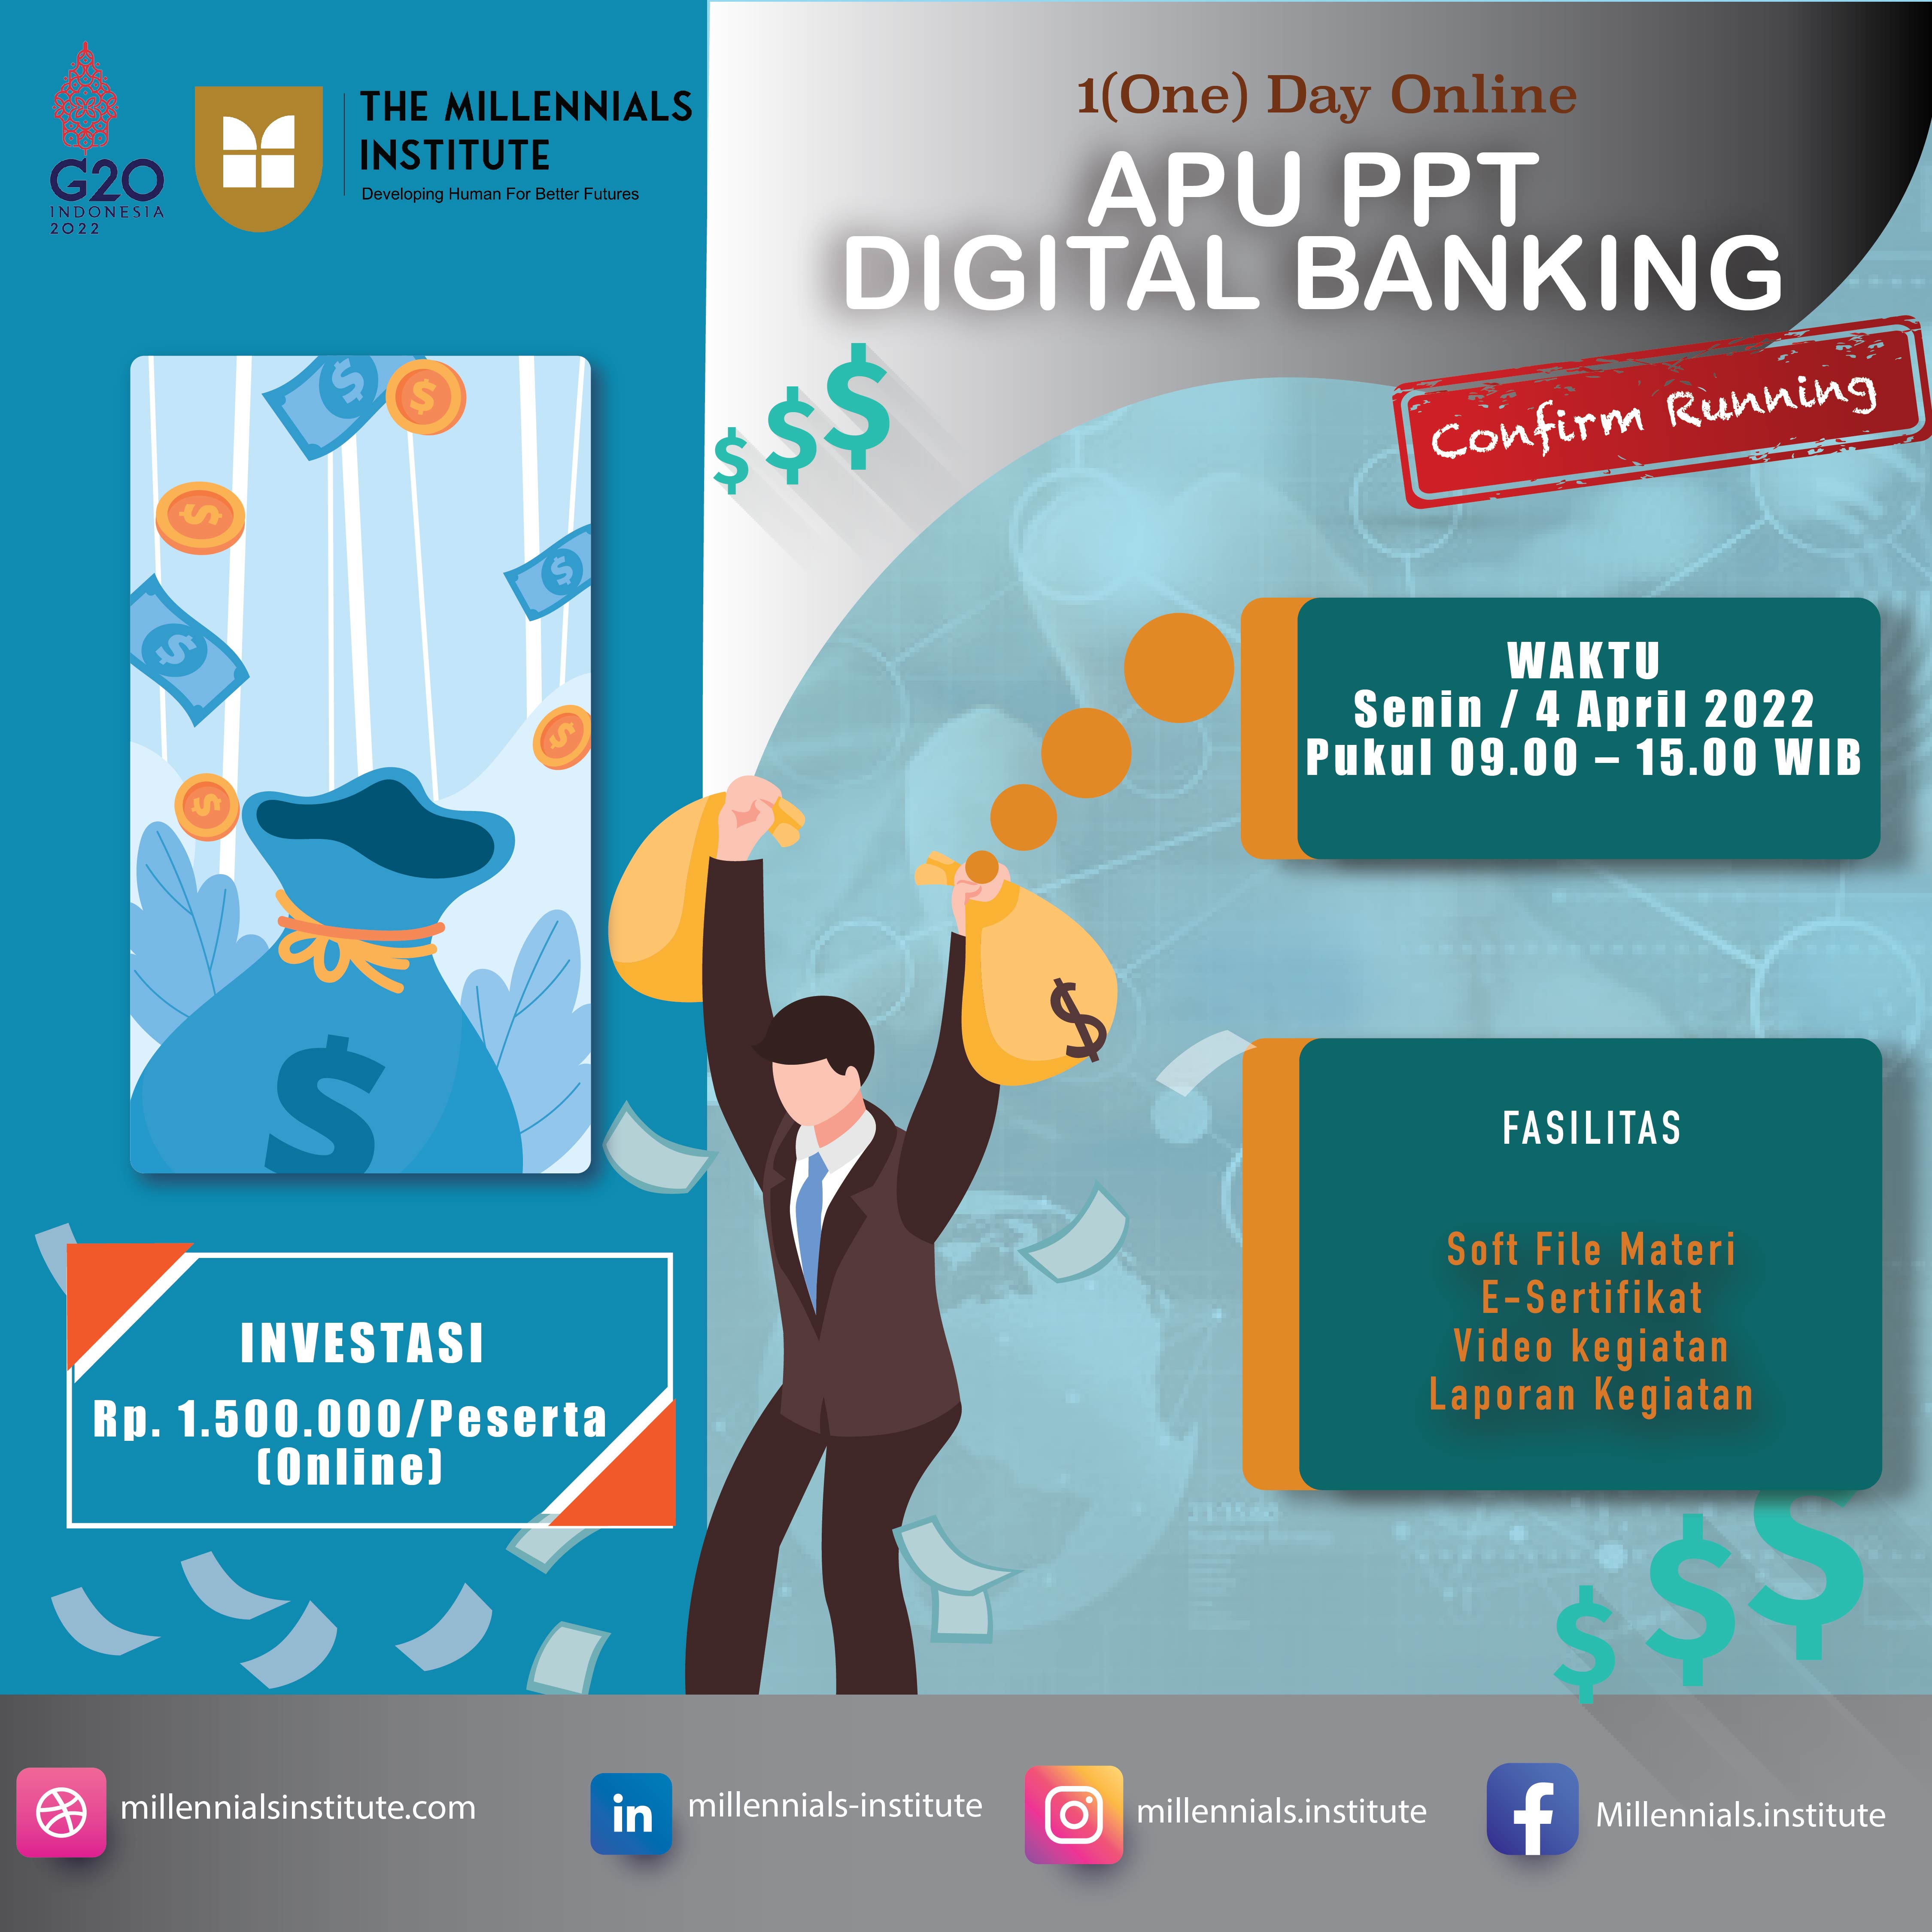 G20
INDONESIA
2022
THE MILLENNIALS
INSTITUTE
Developing Human For Better Futures
1(One) Day Online
APU PPT
DIGITAL BANKING
Confirm Running
$ $ $
WAKTU
Senin / 4 April 2022
Pukul 09.00 – 15.00 WIB
FASILITAS
Soft File Materi
E-Sertifikat
Video kegiatan
Laporan Kegiatan
INVESTASI
Rp. 1.500.000/Peserta
(Online)
$ $ $
millennialsinstitute.com
in
millennials-institute
millennials.institute
f
Millennials.institute